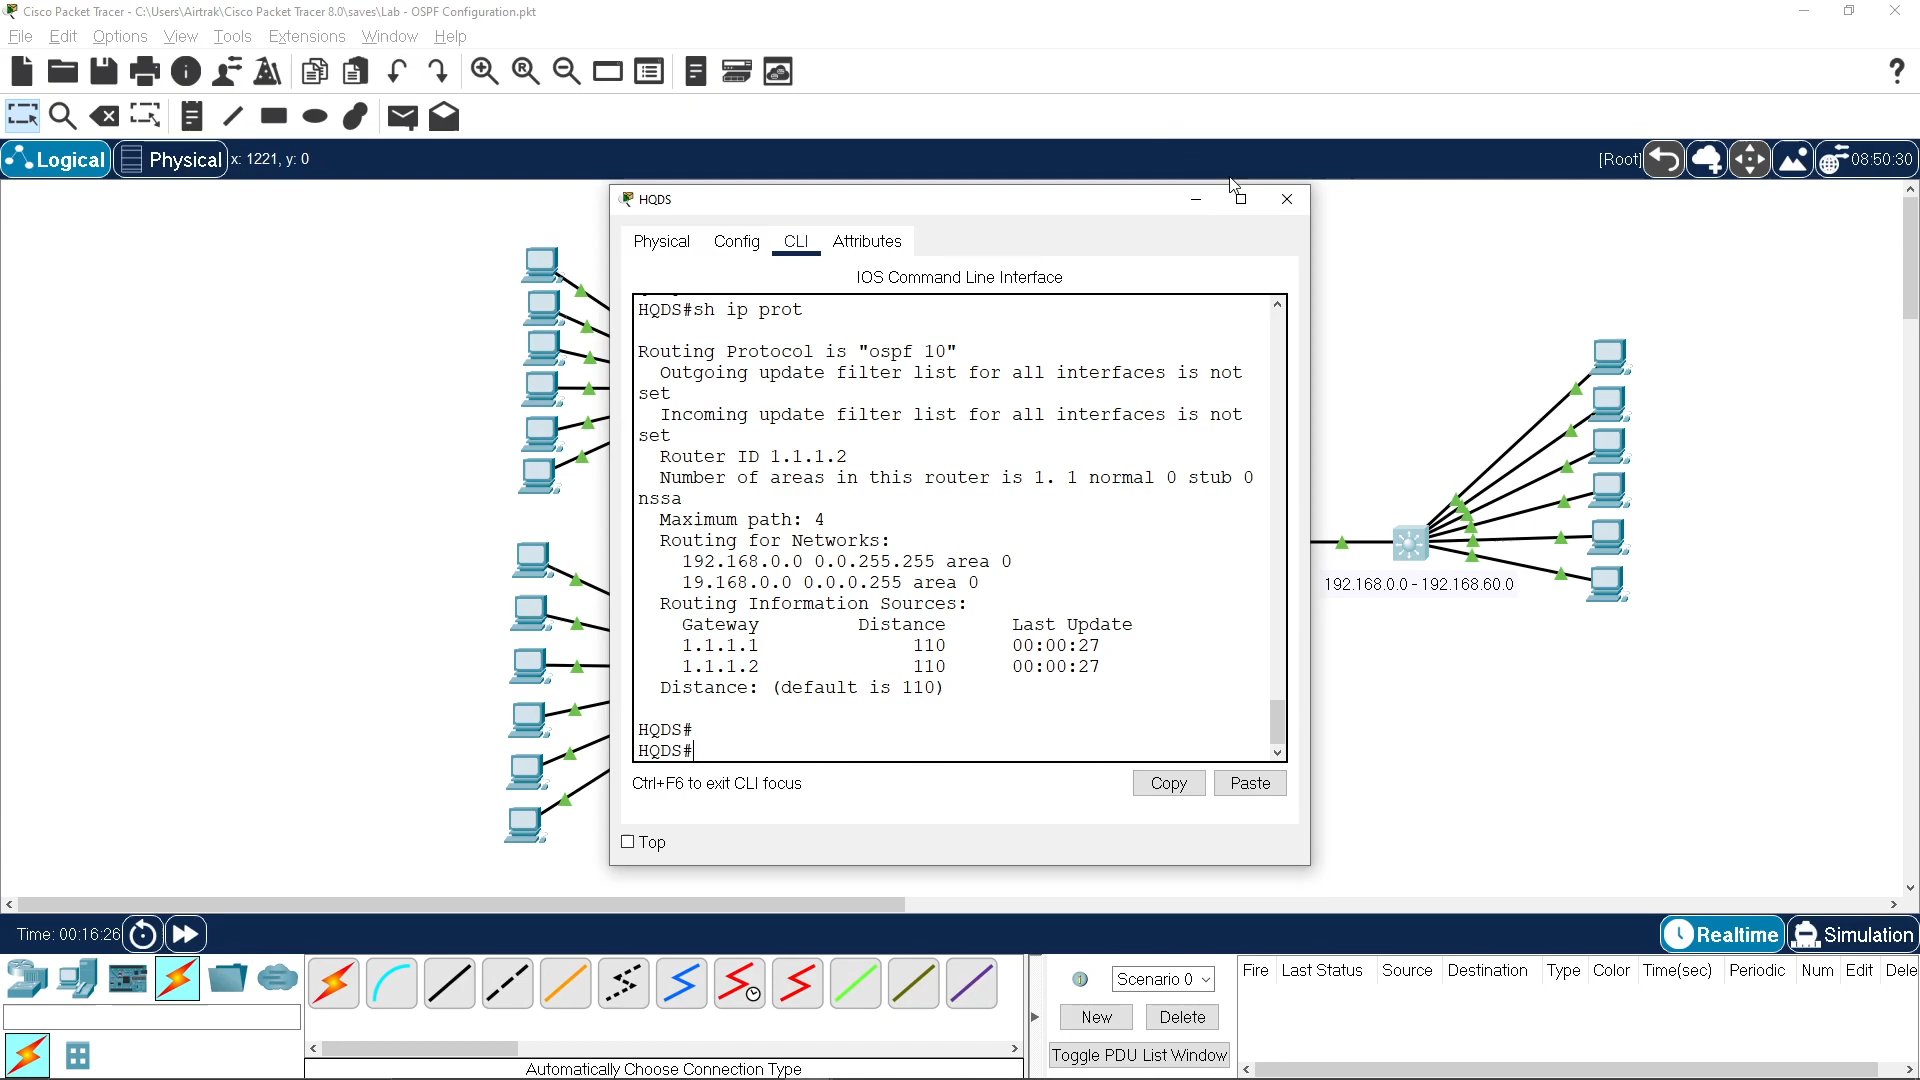 Cisco Packet Tracer - C:\Users\Airtrak\Cisco Packet Tracer 8.0\saves\Lab - OSPF Configuration.pkt
File Edit Options View Tools Extensions Window Help
Logical Physical x: 1221, y: 0 [Root] 08:50:30
HQDS
Physical Config CLI Attributes
IOS Command Line Interface
HQDS#sh ip prot
Routing Protocol is "ospf 10"
Outgoing update filter list for all interfaces is not
set
Incoming update filter list for all interfaces is not
set
Router ID 1.1.1.2
Number of areas in this router is 1. 1 normal 0 stub 0
nssa
Maximum path: 4
Routing for Networks:
192.168.0.0 0.0.255.255 area 0
19.168.0.0 0.0.0.255 area 0
Routing Information Sources:
Gateway Distance Last Update
1.1.1.1 110 00:00:27
1.1.1.2 110 00:00:27
Distance: (default is 110)
HQDS#
HQDS#
Ctrl+F6 to exit CLI focus Copy Paste
Top
192.168.0.0 - 192.168.60.0
Time: 00:16:26 Realtime Simulation
Scenario 0
New Delete
Toggle PDU List Window
Fire Last Status Source Destination Type Color Time(sec) Periodic Num Edit Dele
Automatically Choose Connection Type